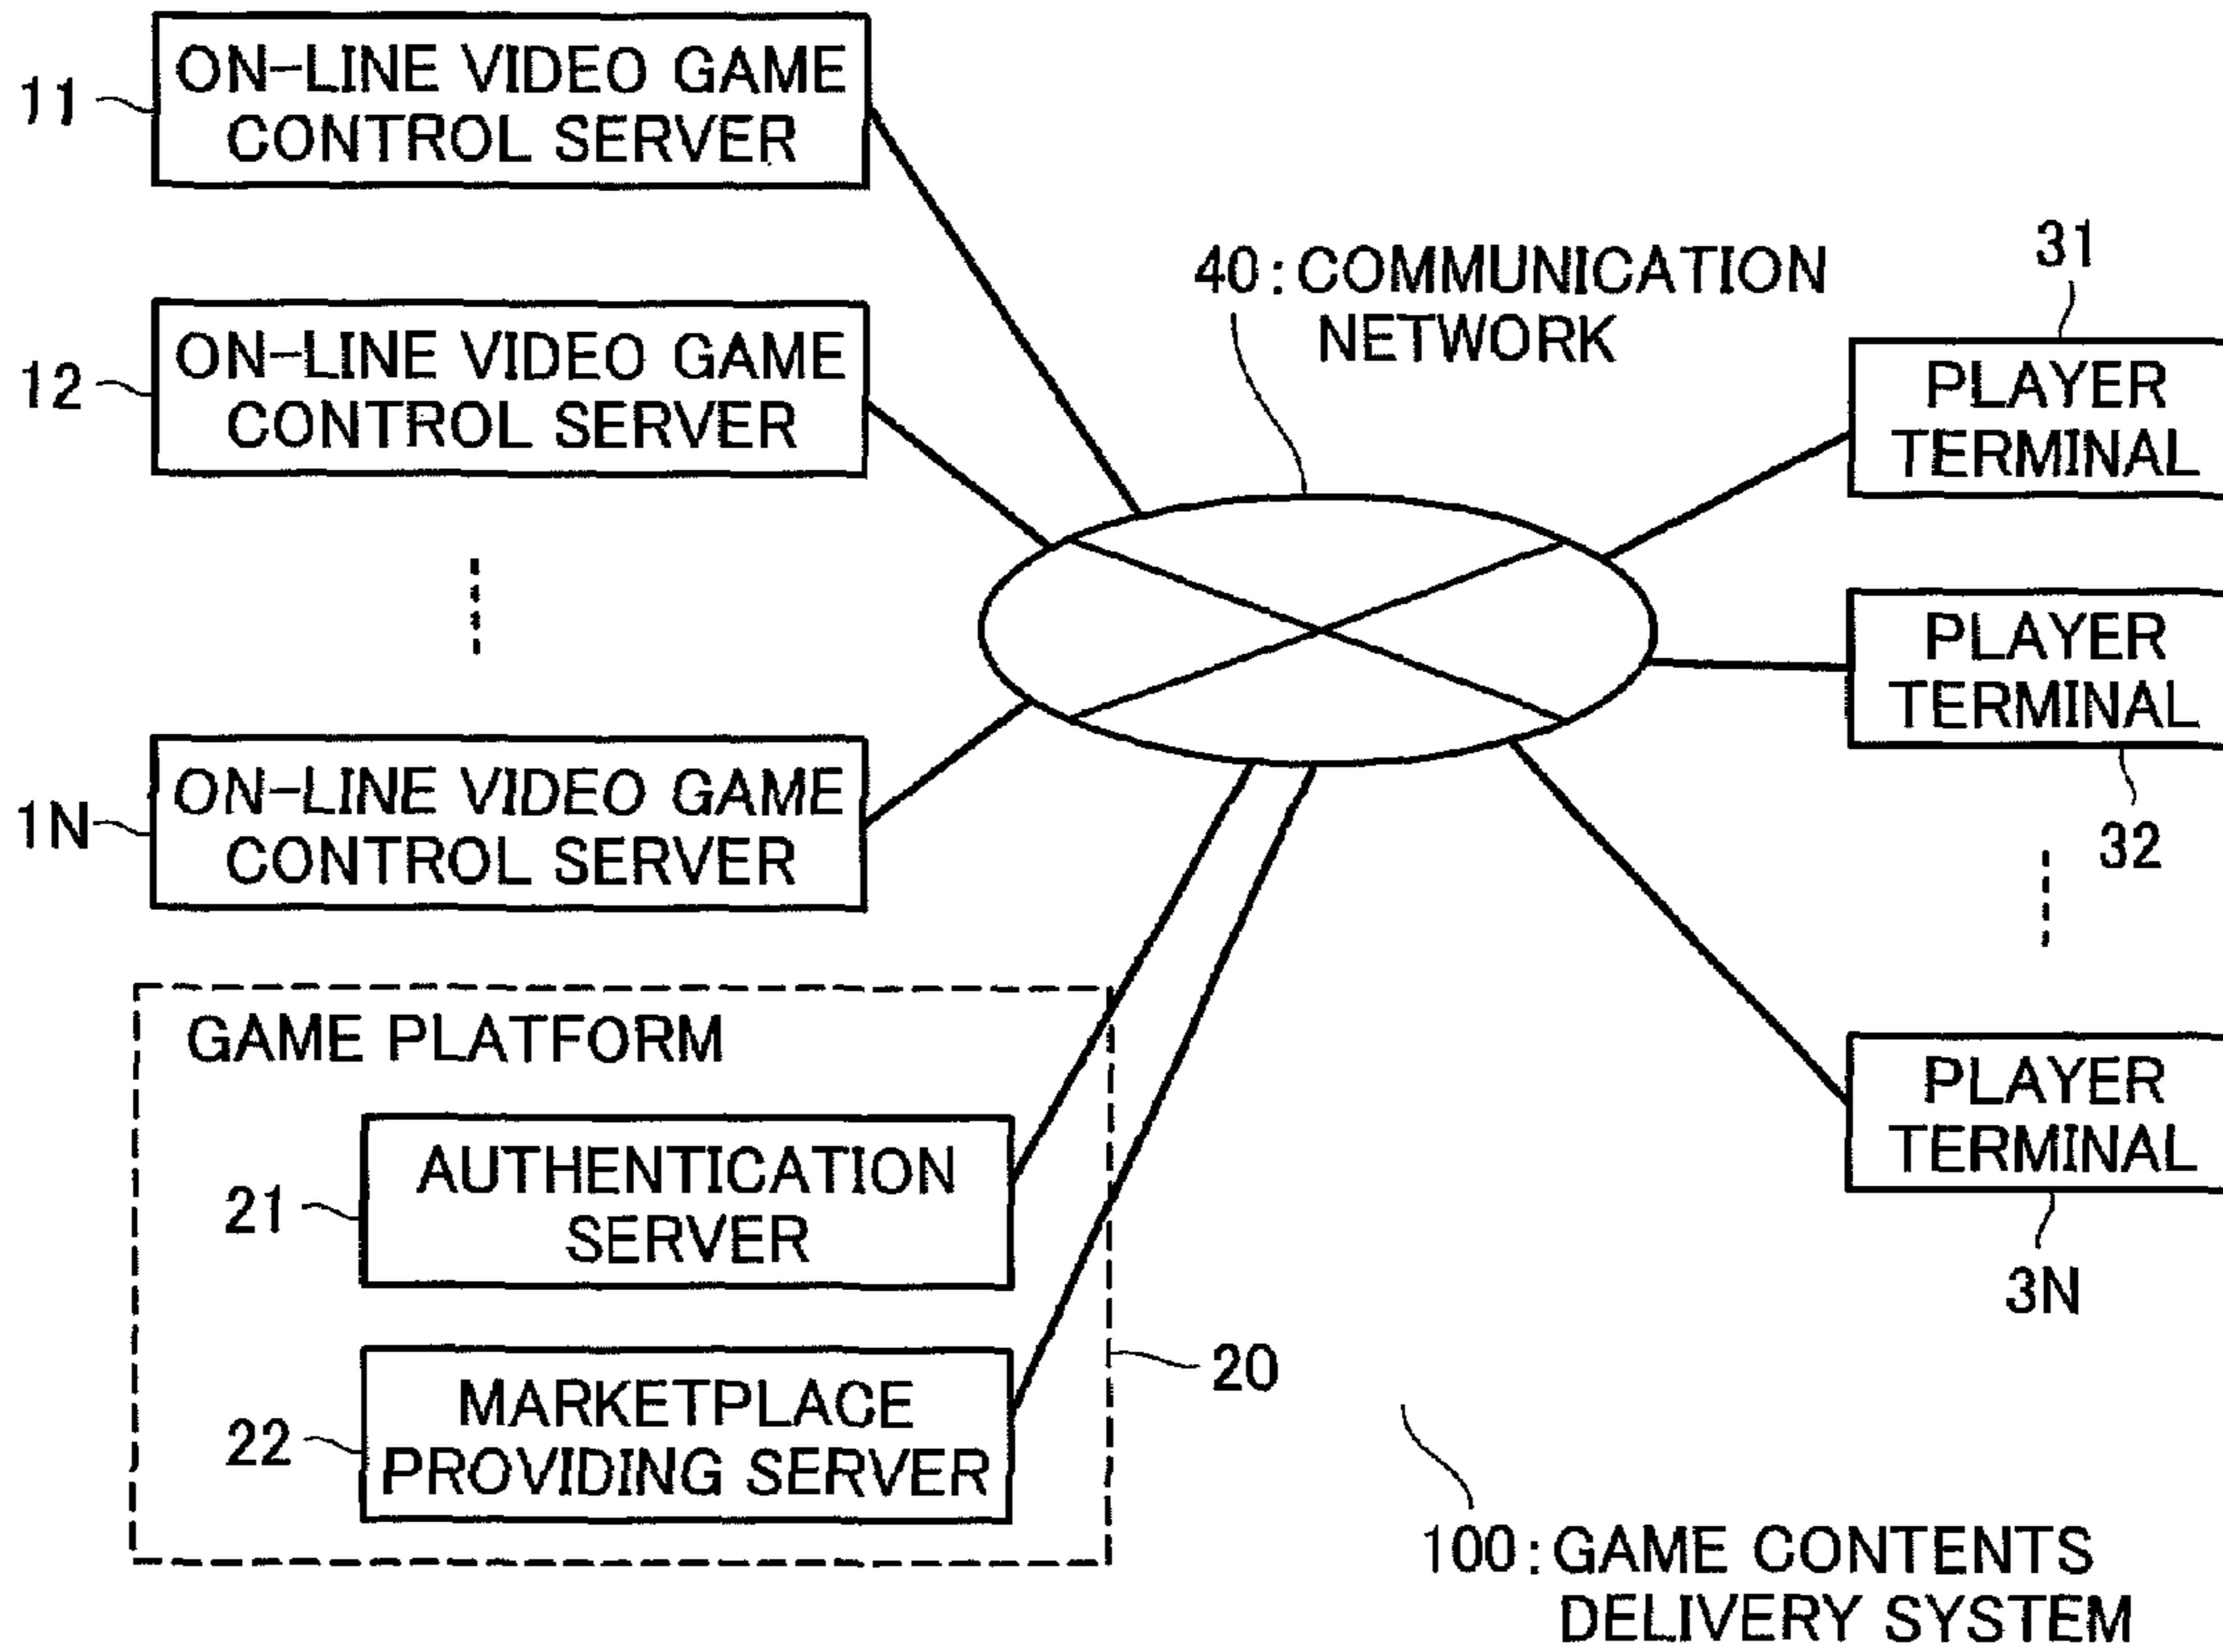 11
ON-LINE VIDEO GAME
CONTROL SERVER
12
ON-LINE VIDEO GAME
CONTROL SERVER
1N
ON-LINE VIDEO GAME
CONTROL SERVER
40:COMMUNICATION
NETWORK
31
PLAYER
TERMINAL
PLAYER
TERMINAL
32
PLAYER
TERMINAL
3N
GAME PLATFORM
21
AUTHENTICATION
SERVER
22
MARKETPLACE
PROVIDING SERVER
20
100:GAME CONTENTS
DELIVERY SYSTEM